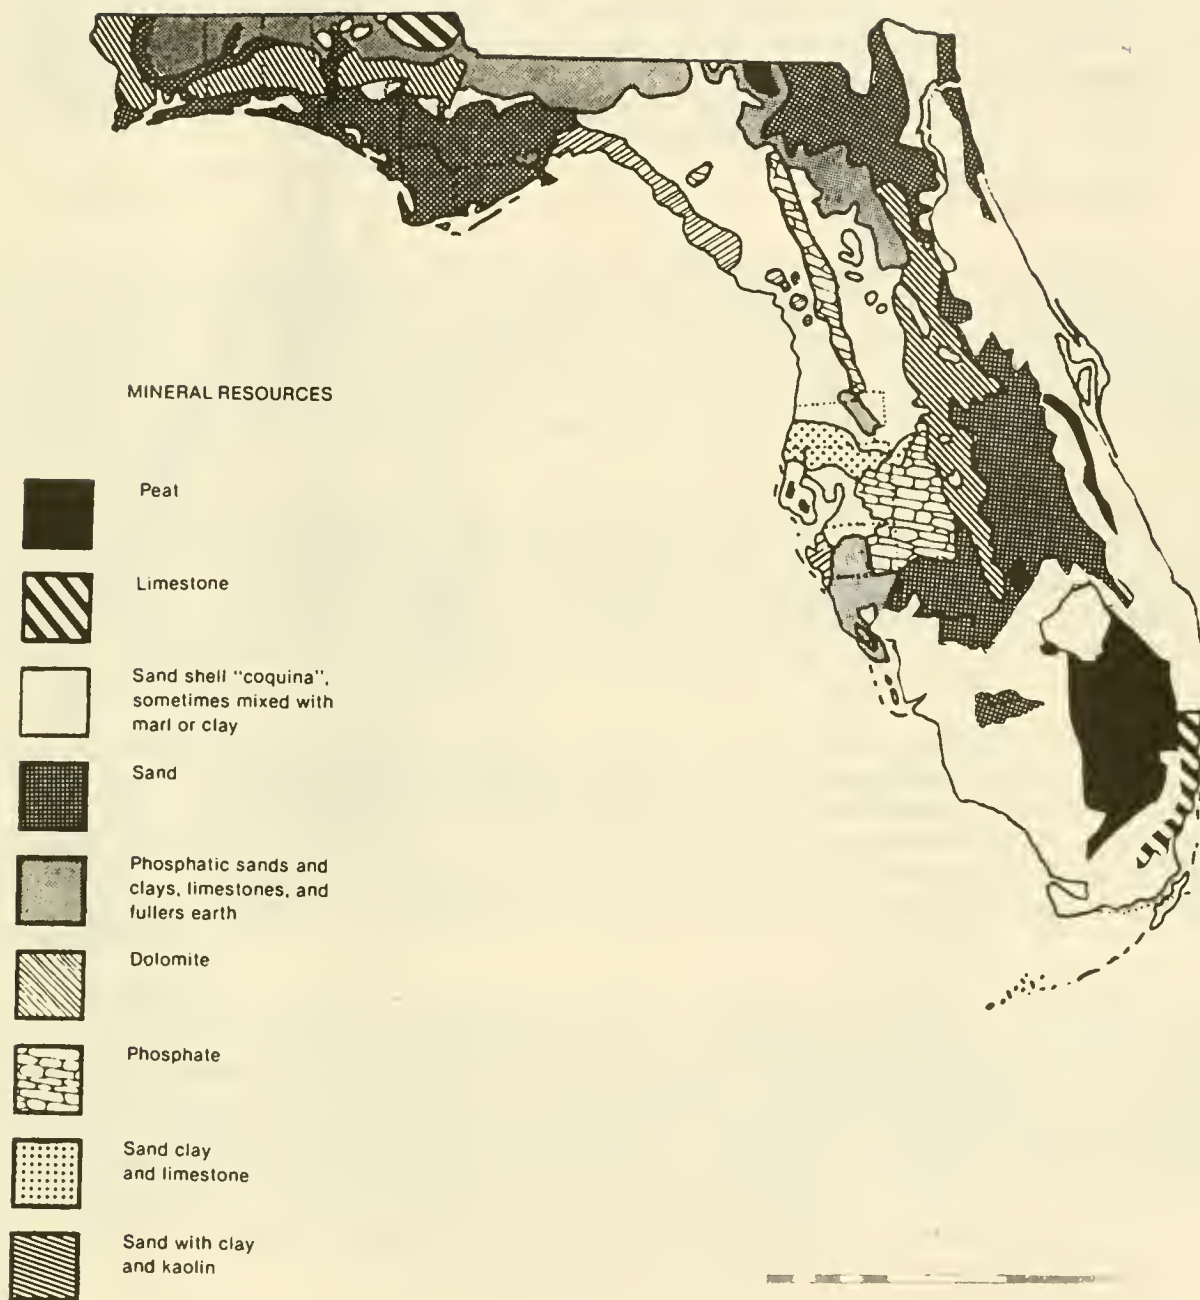 MINERAL RESOURCES
Peat
Limestone
Sand shell "coquina",
sometimes mixed with
marl or clay
Sand
Phosphatic sands and
clays, limestones, and
fullers earth
Dolomite
Phosphate
Sand clay
and limestone
Sand with clay
and kaolin